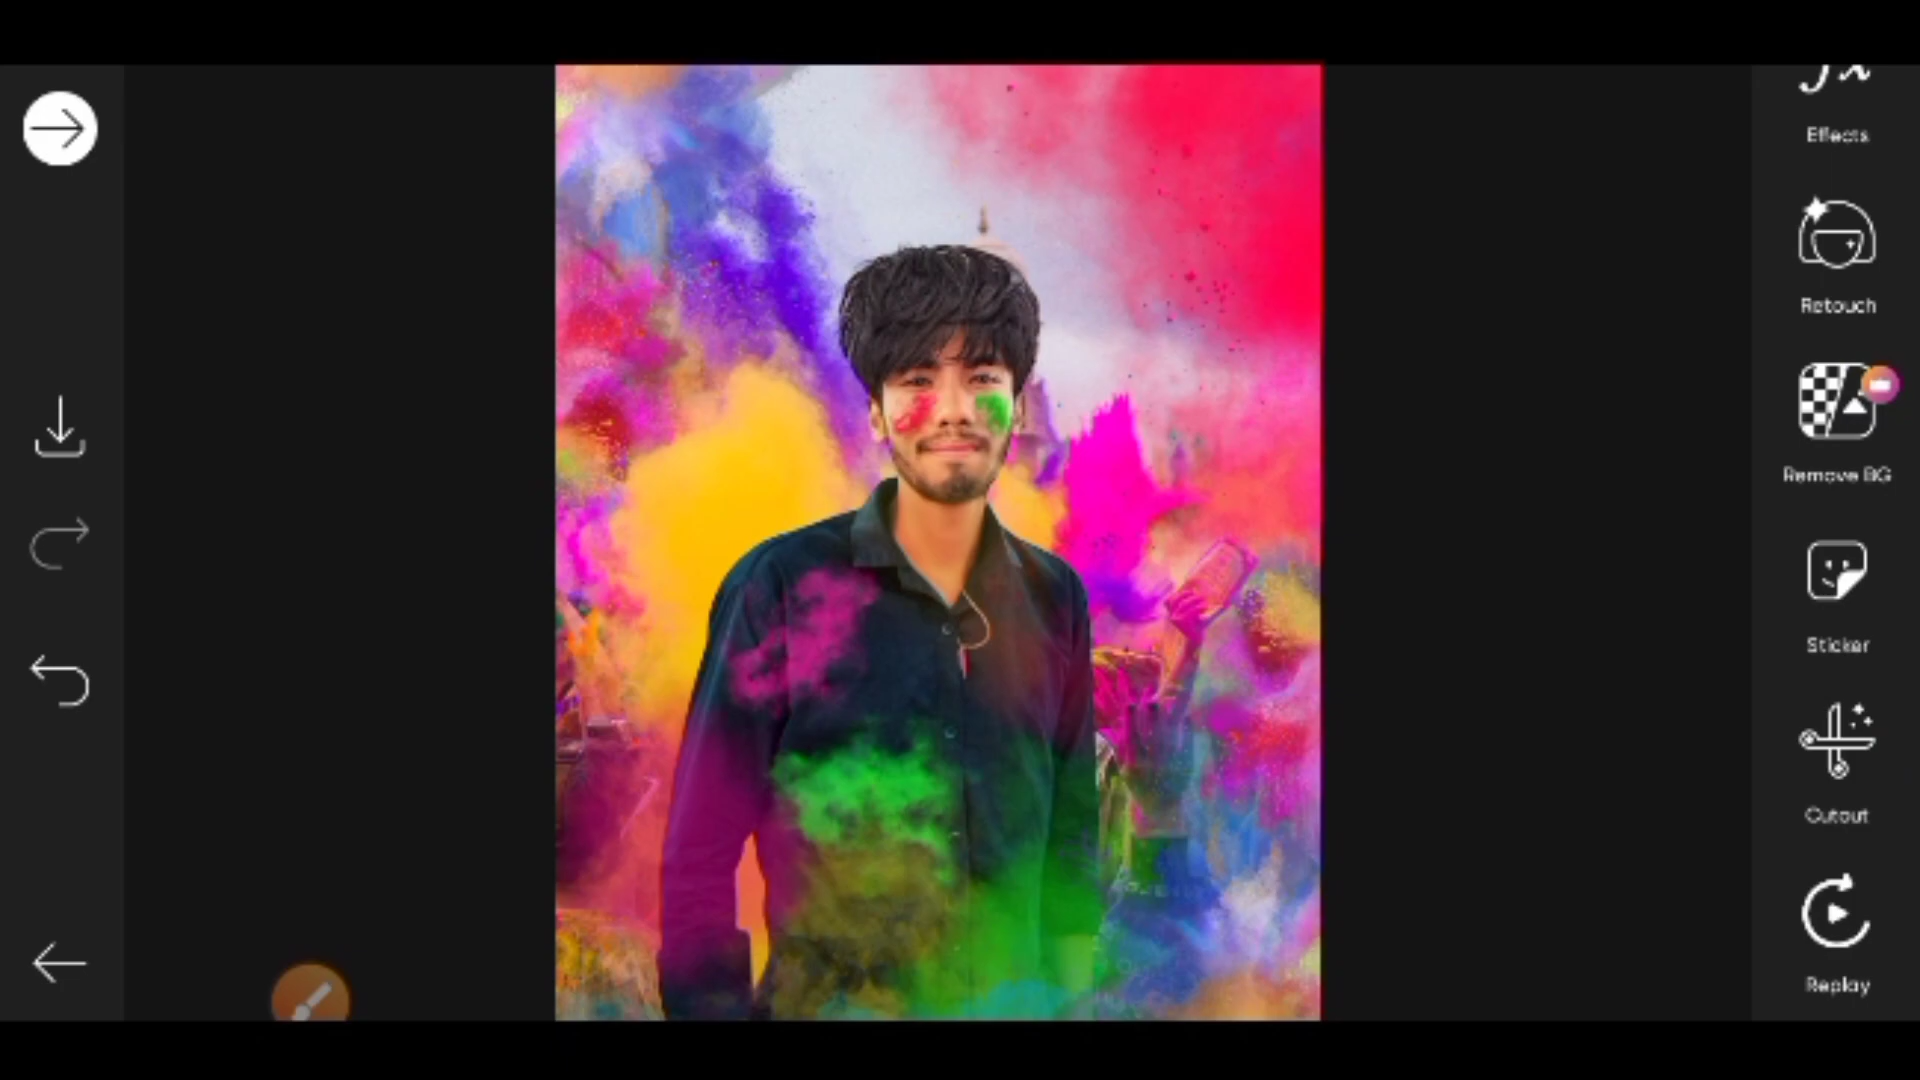 Effects
Retouch
Remove BG
Sticker
Cutout
Replay